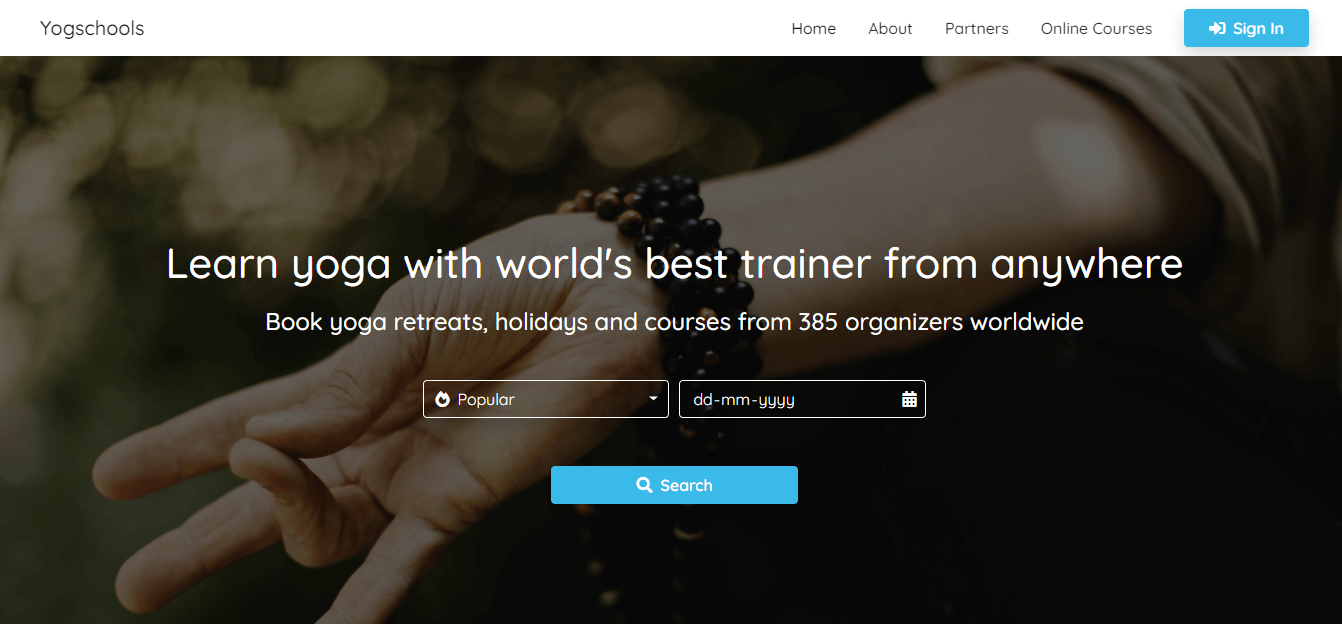 Yogschools
Home
About
Partners
Online Courses
Sign In
Learn yoga with world's best trainer from anywhere
Book yoga retreats, holidays and courses from 385 organizers worldwide
Popular
dd-mm-yyyy
Search